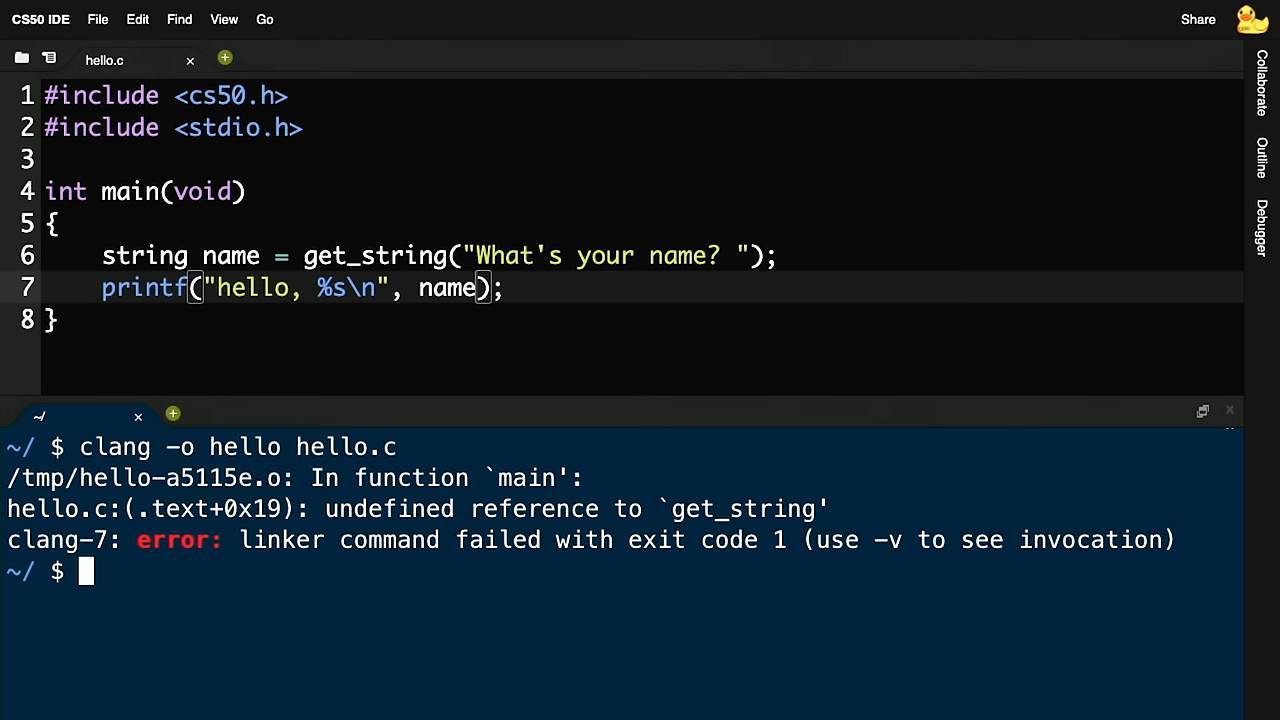 CS50 IDE File Edit Find View Go Share
hello.c
1 #include <cs50.h>
2 #include <stdio.h>
3
4 int main(void)
5 {
6     string name = get_string("What's your name? ");
7     printf("hello, %s\n", name);
8 }
Collaborate
Outline
Debugger
~/
~/ $ clang -o hello hello.c
/tmp/hello-a5115e.o: In function `main':
hello.c:(.text+0x19): undefined reference to `get_string'
clang-7: error: linker command failed with exit code 1 (use -v to see invocation)
~/ $